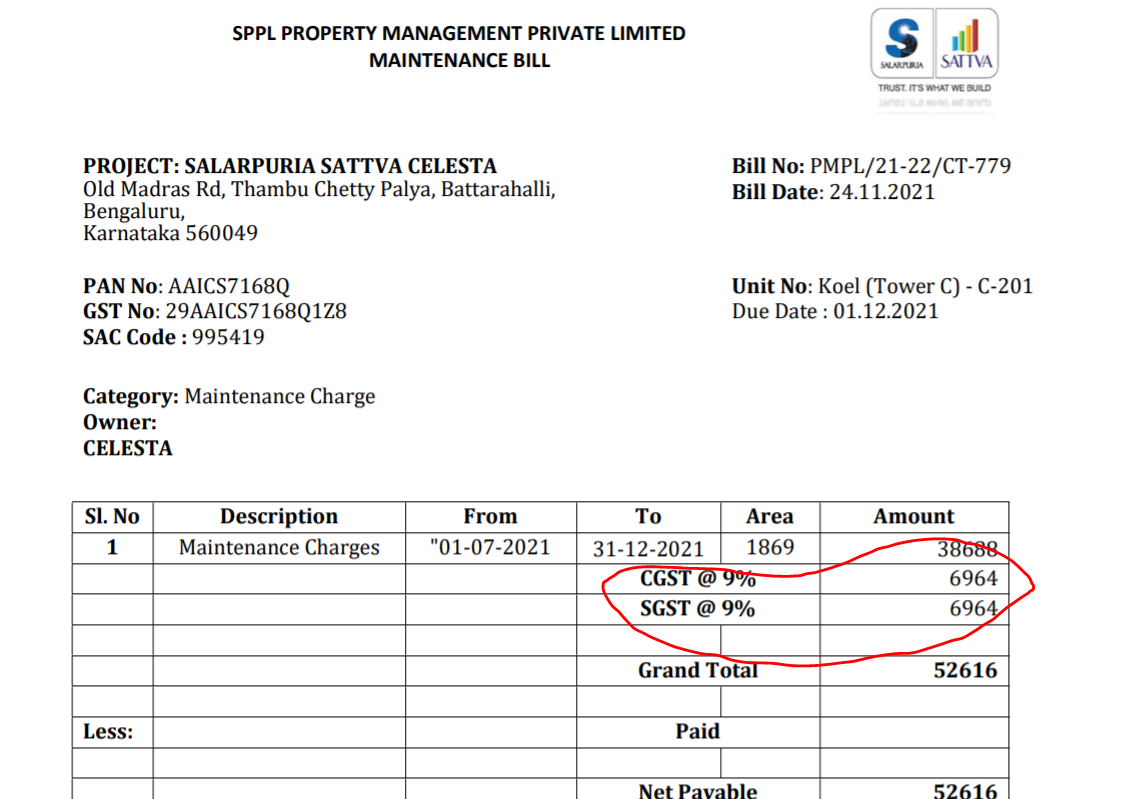 SPPL PROPERTY MANAGEMENT PRIVATE LIMITED
MAINTENANCE BILL
S
SALARPURIA
SATTVA
TRUST. IT'S WHAT WE BUILD
PROJECT: SALARPURIA SATTVA CELESTA
Old Madras Rd, Thambu Chetty Palya, Battarahalli,
Bengaluru,
Karnataka 560049
Bill No: PMPL/21-22/CT-779
Bill Date: 24.11.2021
PAN No: AAICS7168Q
GST No: 29AAICS7168Q1Z8
SAC Code : 995419
Unit No: Koel (Tower C) - C-201
Due Date : 01.12.2021
Category: Maintenance Charge
Owner:
CELESTA
Sl. No Description From To Area Amount
1 Maintenance Charges "01-07-2021 31-12-2021 1869 38688
CGST @ 9% 6964
SGST @ 9% 6964
Grand Total 52616
Less: Paid
Net Payable 52616